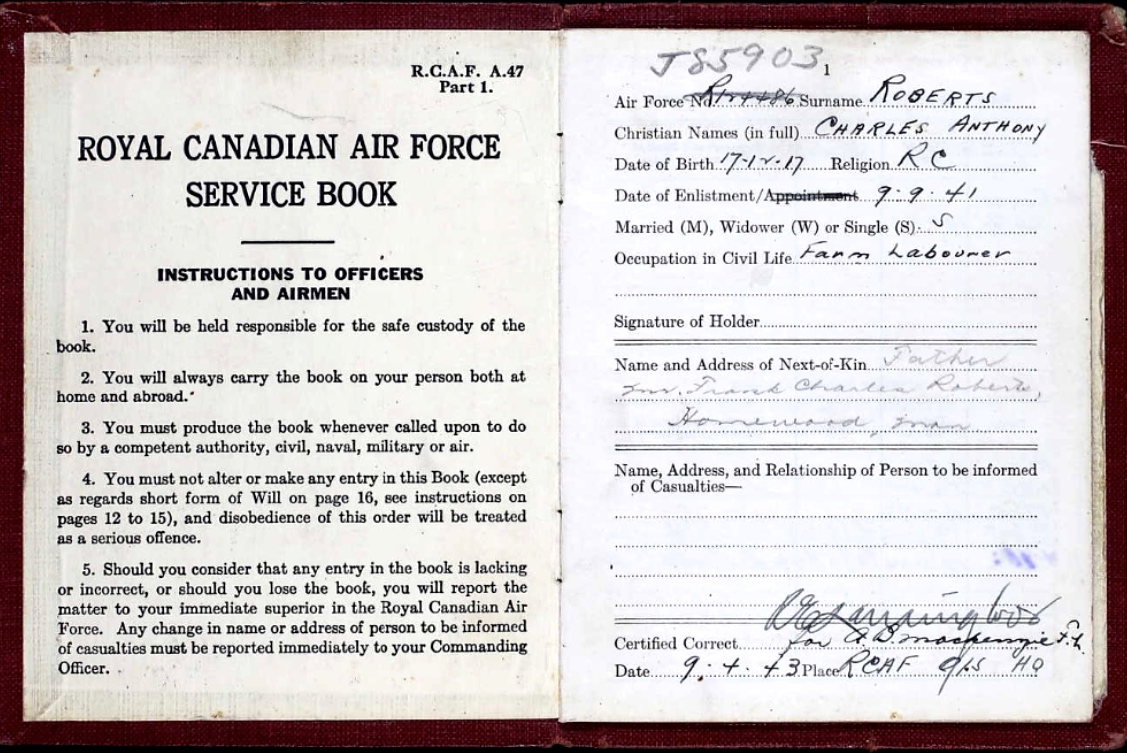 R.C.A.F. A.47
Part 1.
ROYAL CANADIAN AIR FORCE
SERVICE BOOK
INSTRUCTIONS TO OFFICERS
AND AIRMEN
1. You will be held responsible for the safe custody of the
book.
2. You will always carry the book on your person both at
home and abroad.
3. You must produce the book whenever called upon to do
so by a competent authority, civil, naval, military or air.
4. You must not alter or make any entry in this Book (except
as regards short form of Will on page 16, see instructions on
pages 12 to 15), and disobedience of this order will be treated
as a serious offence.
5. Should you consider that any entry in the book is lacking
or incorrect, or should you lose the book, you will report the
matter to your immediate superior in the Royal Canadian Air
Force. Any change in name or address of person to be informed
of casualties must be reported immediately to your Commanding
Officer.
J85903
1
Air Force No. Surname ROBERTS
Christian Names (in full) CHARLES ANTHONY
Date of Birth 17-12-17 Religion RC
Date of Enlistment/Appointment 9.9.41
Married (M), Widower (W) or Single (S) S
Occupation in Civil Life Farm Labourer
Signature of Holder
Name and Address of Next-of-Kin Father
Mr. Frank Charles Roberts,
Homewood, Man
Name, Address, and Relationship of Person to be informed
of Casualties—
Certified Correct for A.D. Mackenzie F.L.
Date 9.4.43 Place RCAF O/S HQ